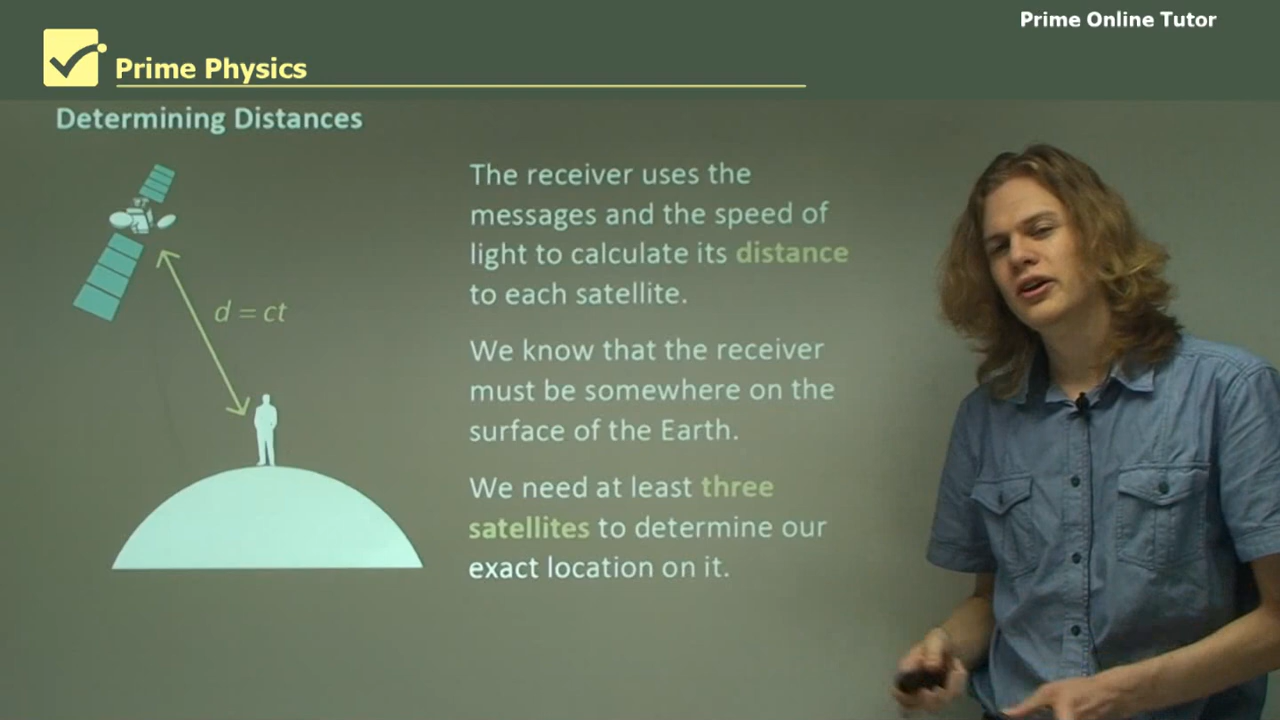 Prime Online Tutor
Prime Physics
Determining Distances
d = ct
The receiver uses the
messages and the speed of
light to calculate its distance
to each satellite.
We know that the receiver
must be somewhere on the
surface of the Earth.
We need at least three
satellites to determine our
exact location on it.